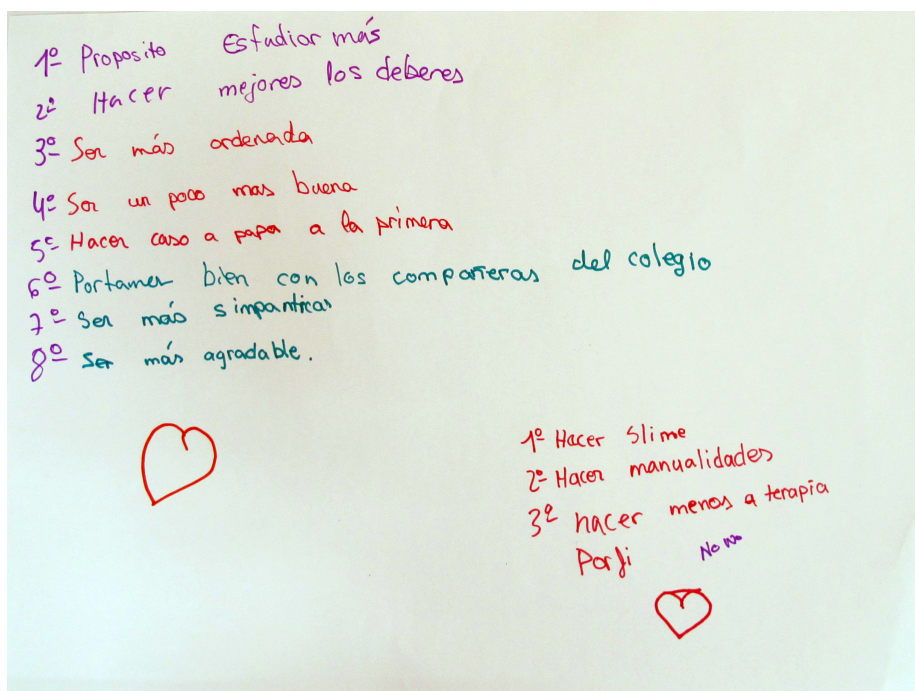 1º Proposito Estudiar más
2º Hacer mejores los deberes
3º Ser más ordenada
4º Ser un poco mas buena
5º Hacer caso a papa a la primera
6º Portamer bien con los compañeras del colegio
7º Ser más simpantica
8º Ser más agradable.
1º Hacer Slime
2º Hacer manualidades
3º hacer menos a terapia
Porfi No No